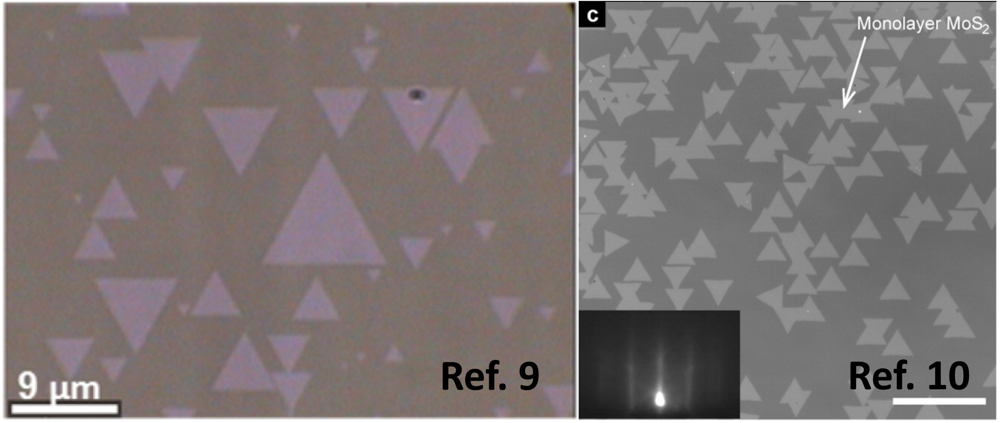 9 µm
Ref. 9
c
Monolayer MoS₂
Ref. 10